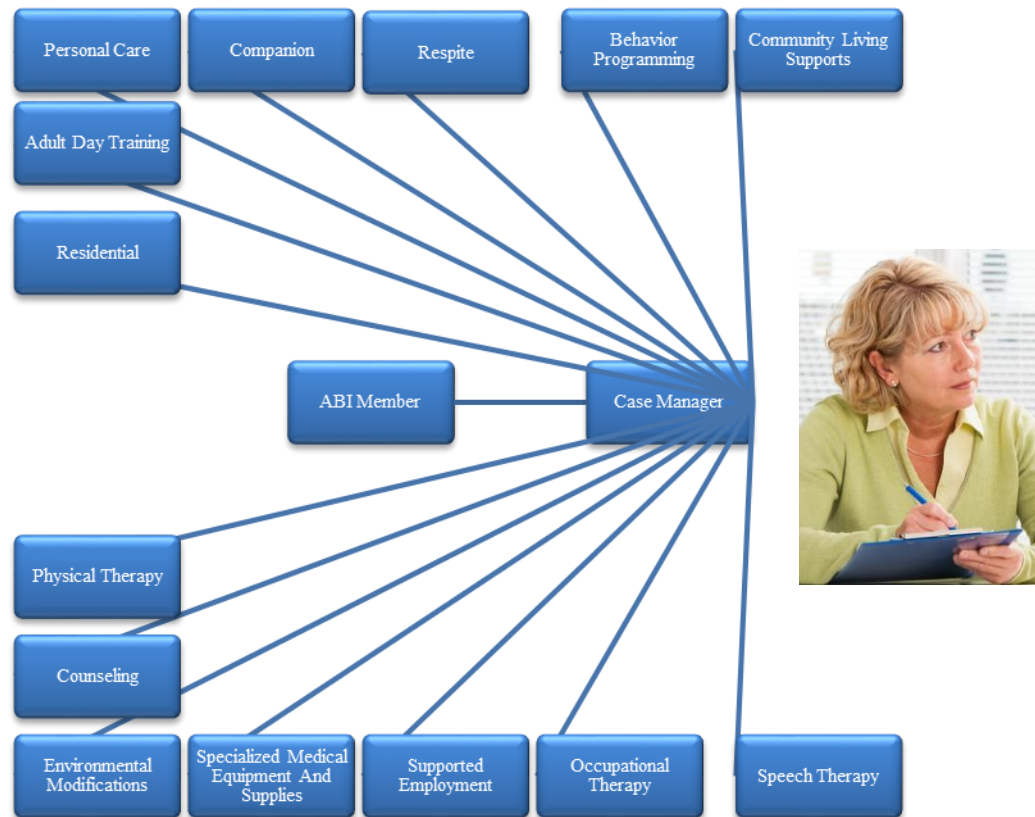 Personal Care
Companion
Respite
Behavior
Programming
Community Living
Supports
Adult Day Training
Residential
ABI Member
Case Manager
Physical Therapy
Counseling
Environmental
Modifications
Specialized Medical
Equipment And
Supplies
Supported
Employment
Occupational
Therapy
Speech Therapy